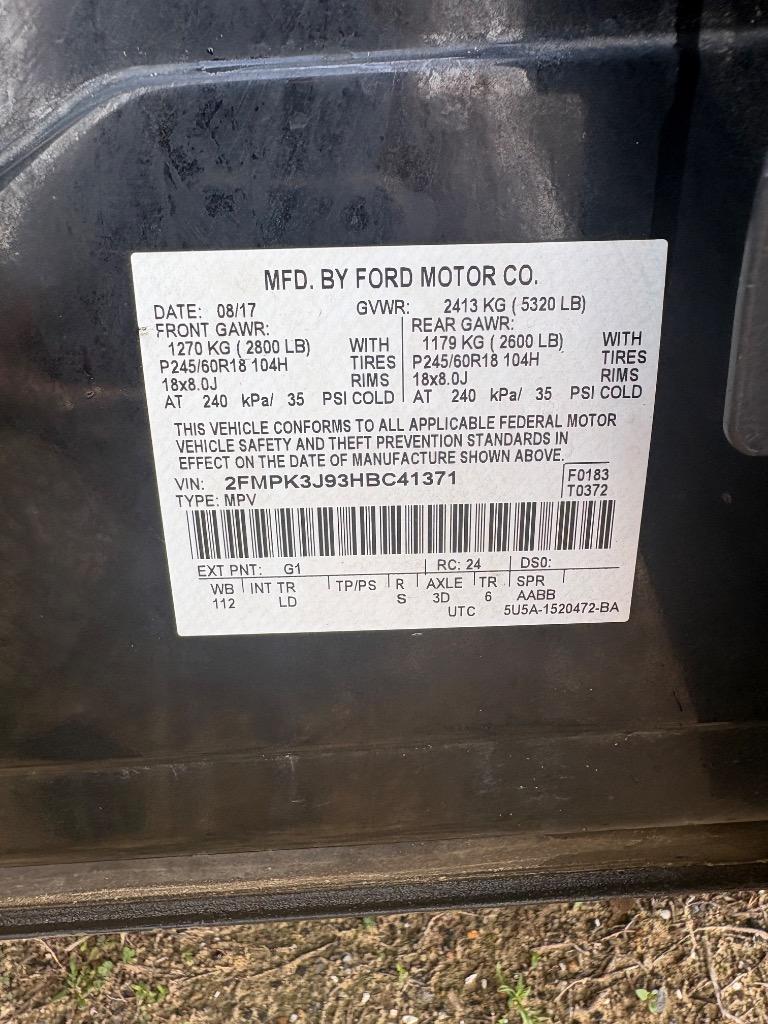 MFD. BY FORD MOTOR CO.
DATE: 08/17 GVWR: 2413 KG ( 5320 LB)
FRONT GAWR: REAR GAWR:
1270 KG ( 2800 LB) WITH 1179 KG ( 2600 LB) WITH
P245/60R18 104H TIRES P245/60R18 104H TIRES
18x8.0J RIMS 18x8.0J RIMS
AT 240 kPa/ 35 PSI COLD AT 240 kPa/ 35 PSI COLD
THIS VEHICLE CONFORMS TO ALL APPLICABLE FEDERAL MOTOR
VEHICLE SAFETY AND THEFT PREVENTION STANDARDS IN
EFFECT ON THE DATE OF MANUFACTURE SHOWN ABOVE.
VIN: 2FMPK3J93HBC41371 F0183
TYPE: MPV T0372
EXT PNT: G1 RC: 24 DSO:
WB INT TR TP/PS R AXLE TR SPR
112 LD S 3D 6 AABB
UTC 5U5A-1520472-BA